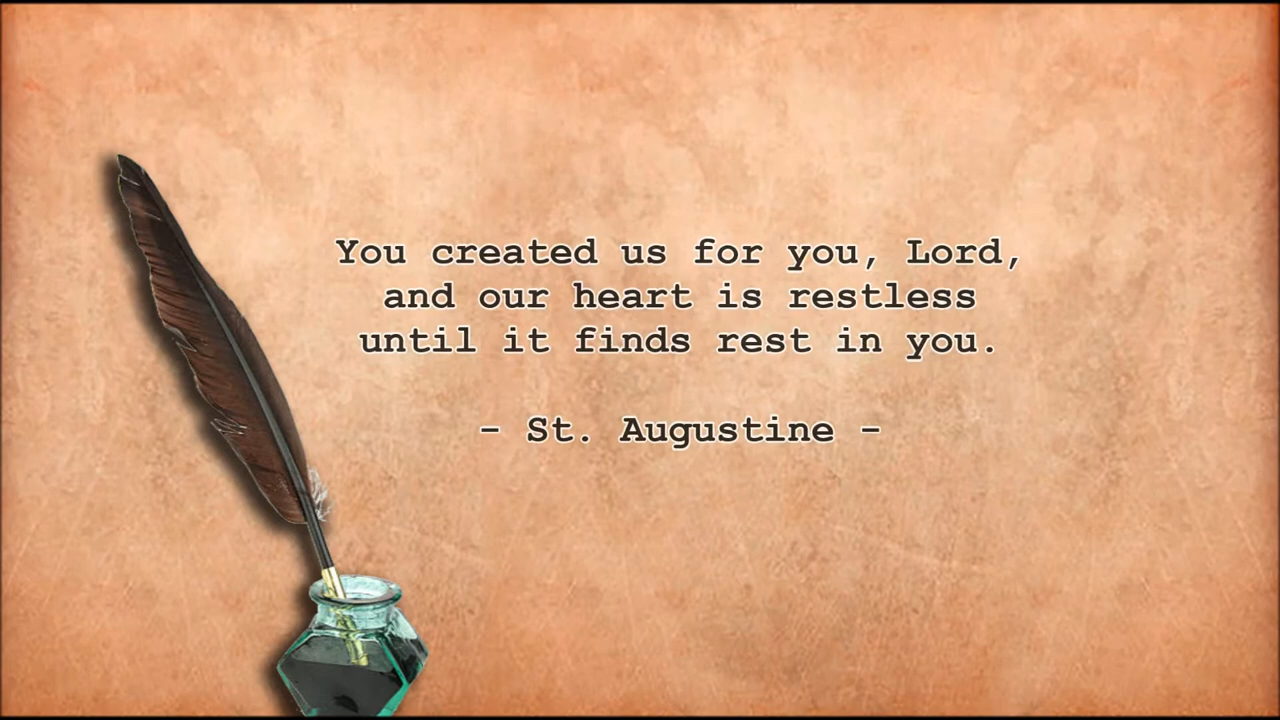 You created us for you, Lord,
and our heart is restless
until it finds rest in you.
- St. Augustine -